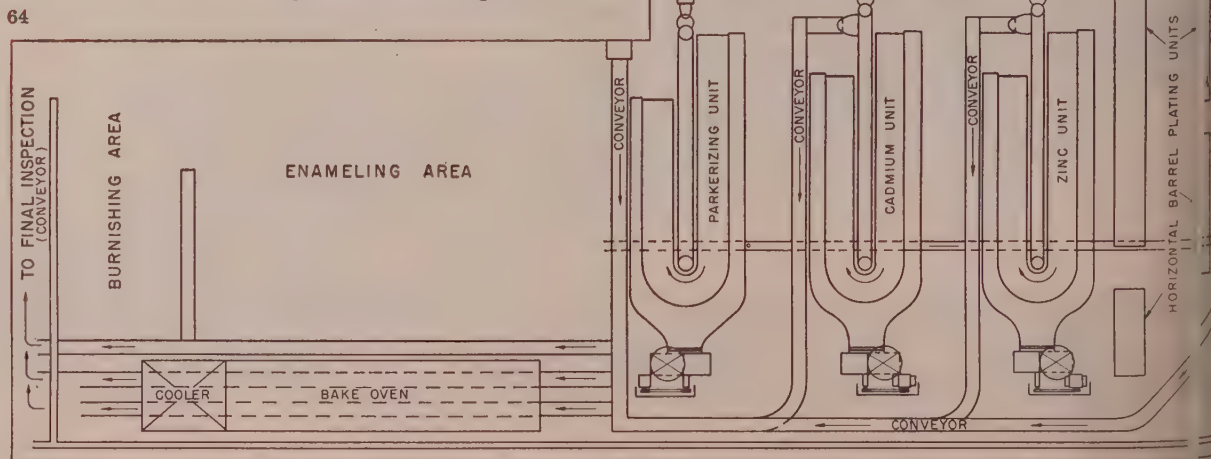 64
TO FINAL INSPECTION
(CONVEYOR)
BURNISHING AREA
ENAMELING AREA
CONVEYOR
PARKERIZING UNIT
CONVEYOR
CADMIUM UNIT
CONVEYOR
ZINC UNIT
HORIZONTAL BARREL PLATING UNITS
COOLER
BAKE OVEN
CONVEYOR